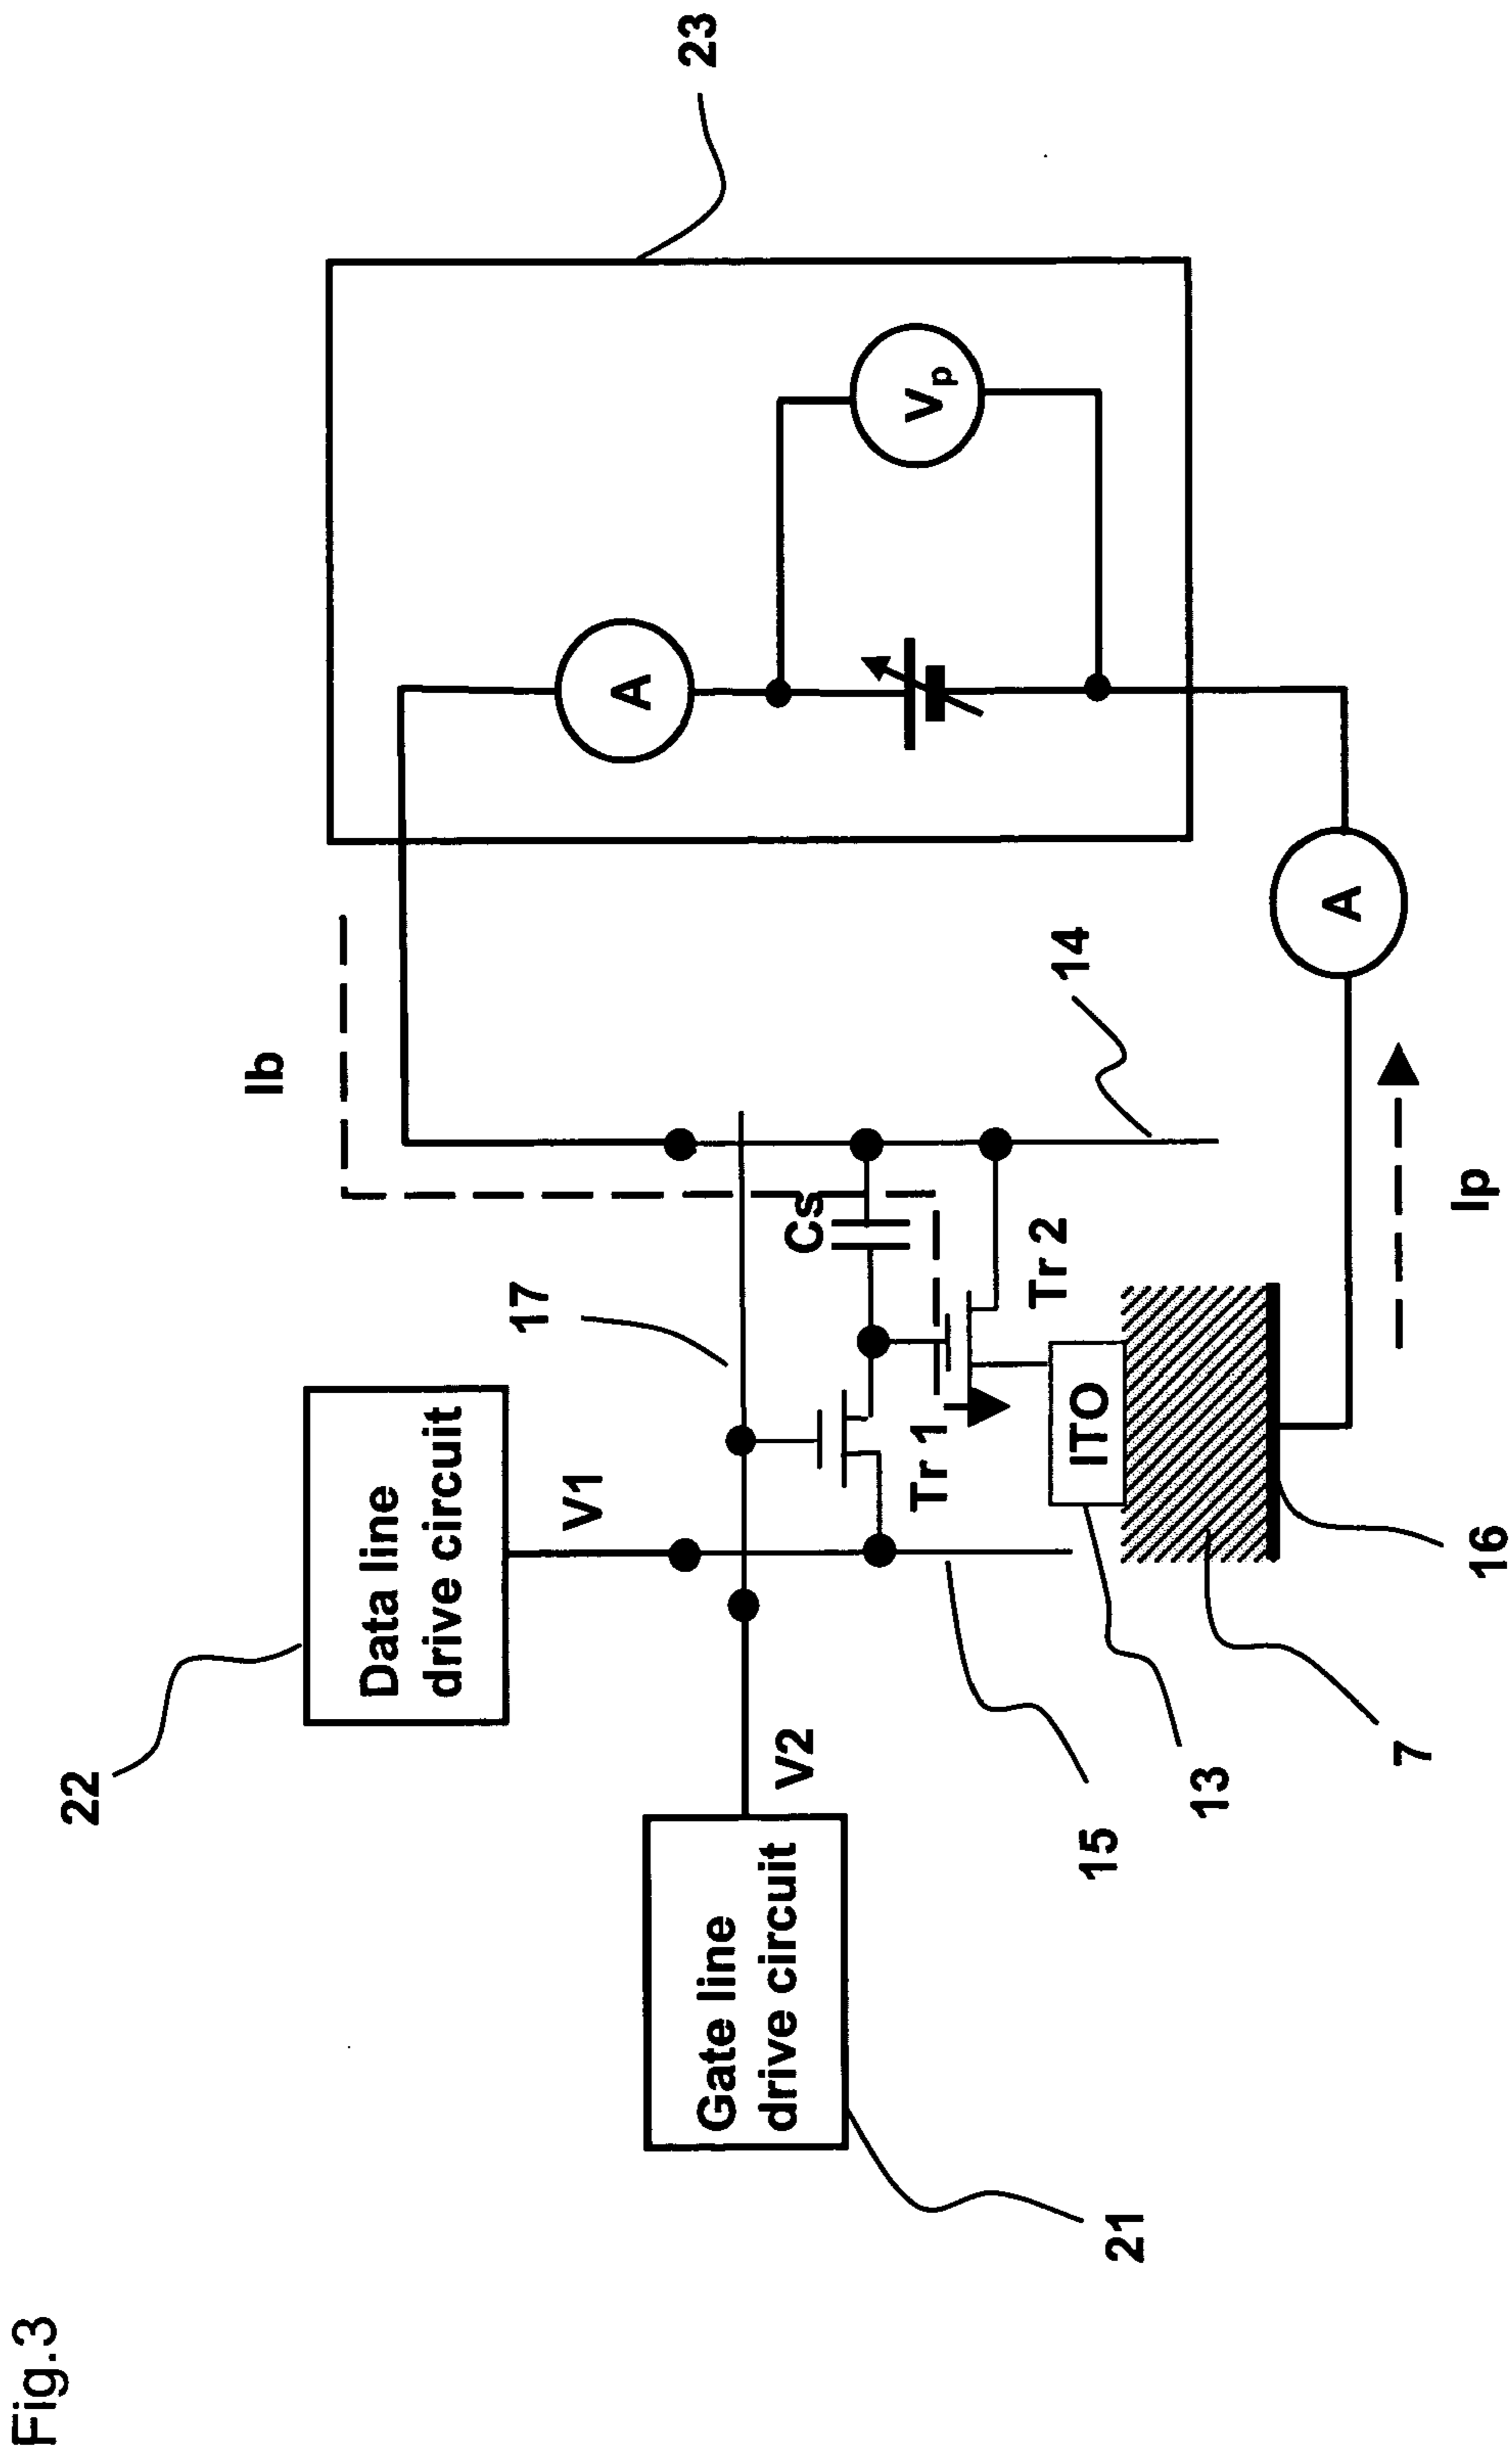 Fig.3
22
Data line
drive circuit
V1
17
Ib
23
Gate line
drive circuit
V2
21
Cs
Tr 1
Tr 2
14
A
Vp
ITO
15
13
7
16
Ip
A